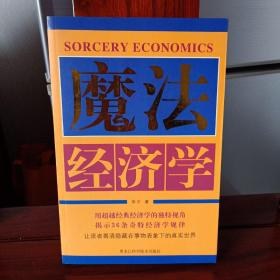 SORCERY ECONOMICS
魔法
经济学
用超越经典经济学的独特视角
揭示36条奇特经济学规律
让读者看清隐藏在事物表象下的真实世界
黑龙江科学技术出版社